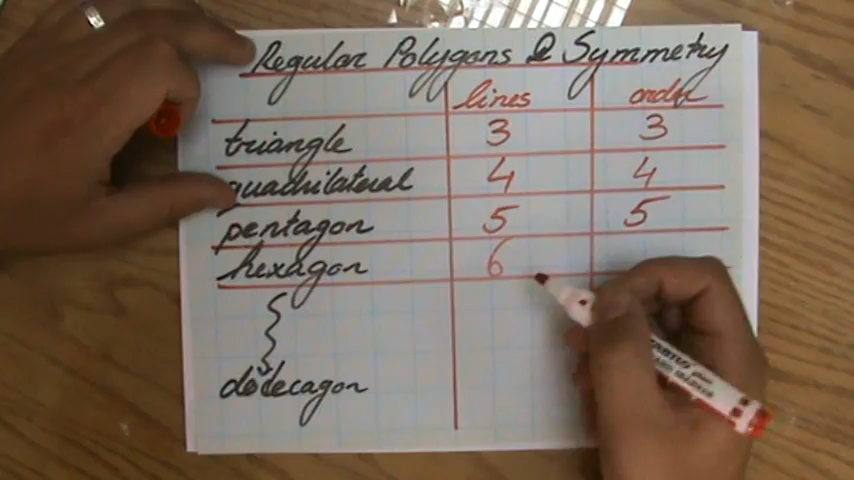 Regular Polygons & Symmetry
lines order
triangle 3 3
quadrilateral 4 4
pentagon 5 5
hexagon 6
dodecagon